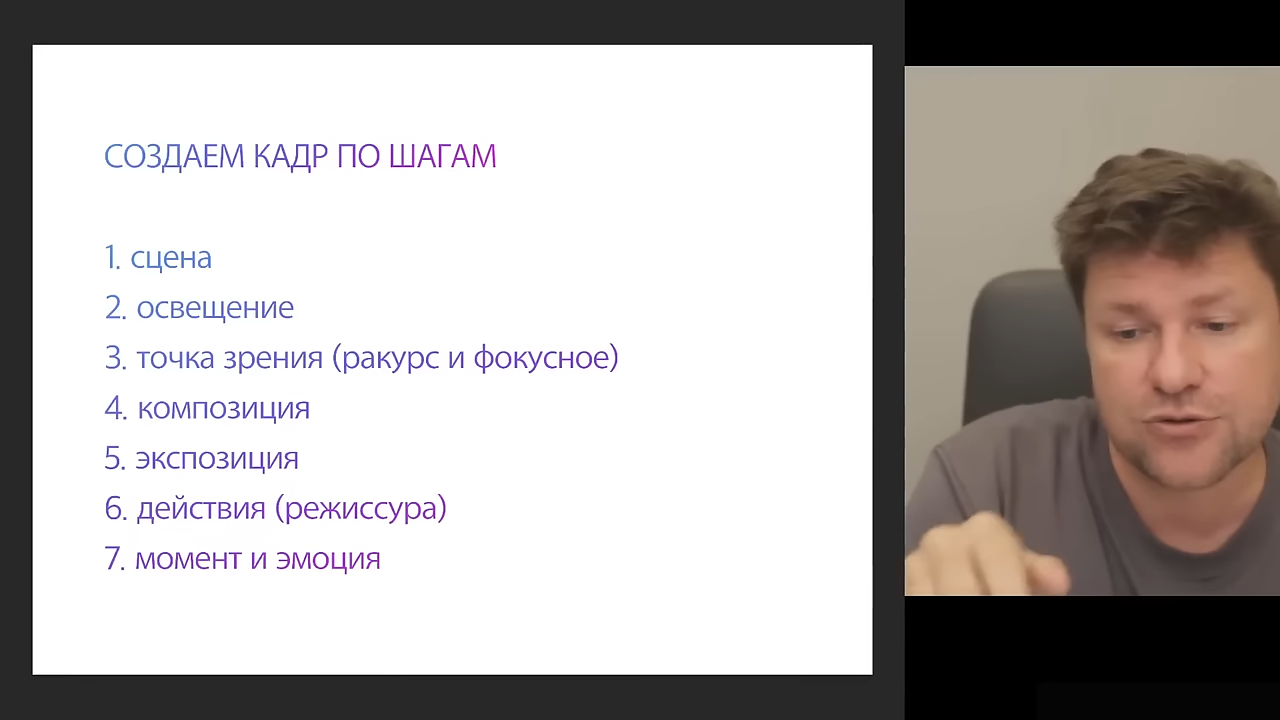 СОЗДАЕМ КАДР ПО ШАГАМ
1. сцена
2. освещение
3. точка зрения (ракурс и фокусное)
4. композиция
5. экспозиция
6. действия (режиссура)
7. момент и эмоция